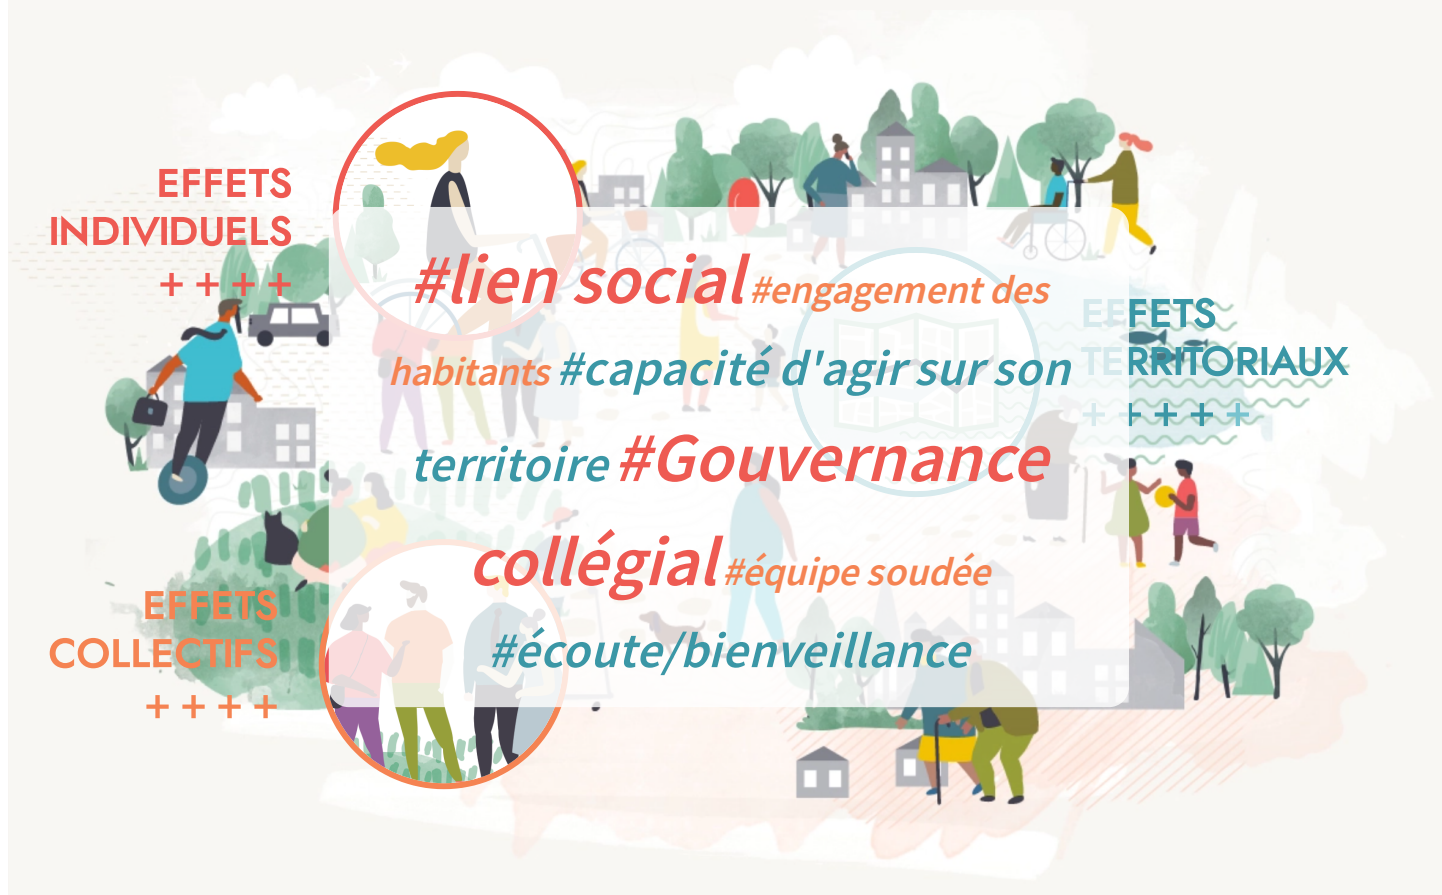 EFFETS
INDIVIDUELS
++++
#lien social #engagement des
habitants #capacité d'agir sur son
territoire #Gouvernance
collégial #équipe soudée
#écoute/bienveillance
EFFETS
TERRITORIAUX
+++++
EFFETS
COLLECTIFS
++++